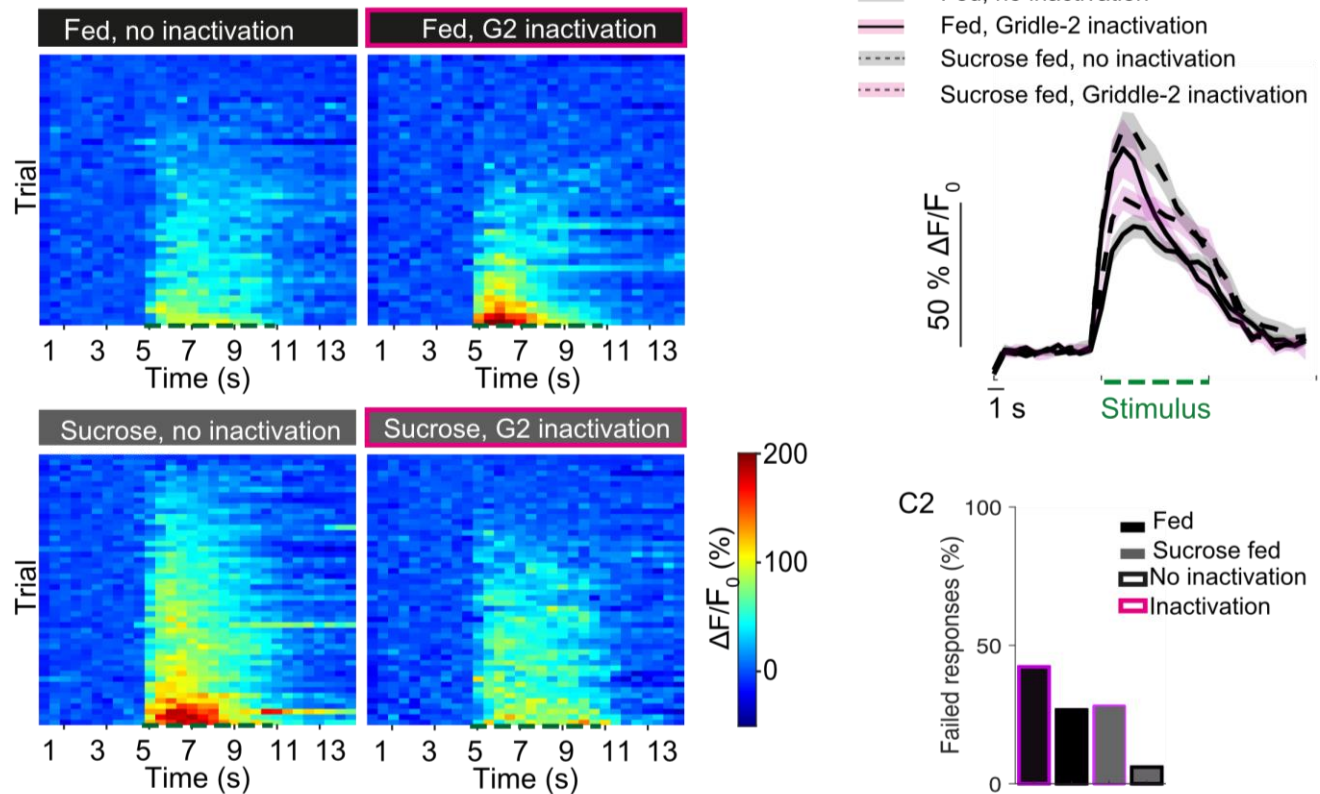 Fed, no inactivation
Fed, G2 inactivation
Trial
1 3 5 7 9 11 13
Time (s)
1 3 5 7 9 11 13
Time (s)
Sucrose, no inactivation
Sucrose, G2 inactivation
Trial
1 3 5 7 9 11 13
Time (s)
1 3 5 7 9 11 13
Time (s)
200
100
0
ΔF/F0 (%)
Fed, no inactivation
Fed, Gridle-2 inactivation
Sucrose fed, no inactivation
Sucrose fed, Griddle-2 inactivation
50 % ΔF/F0
1 s
Stimulus
C2
100
50
0
Failed responses (%)
Fed
Sucrose fed
No inactivation
Inactivation